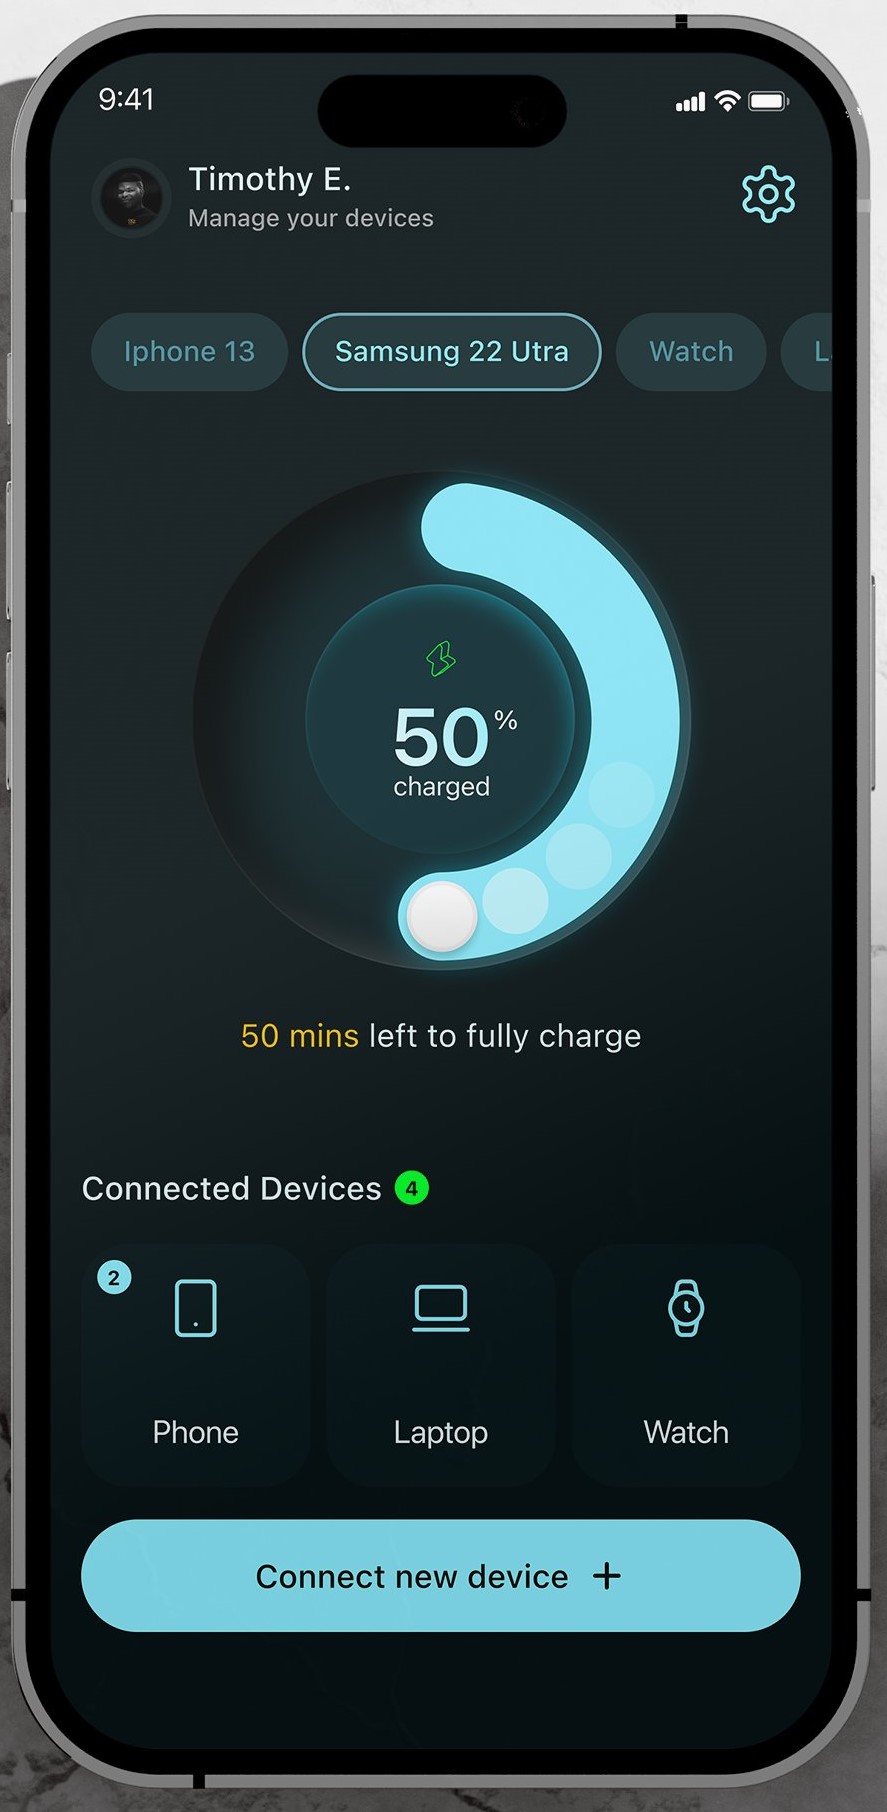 9:41
Timothy E.
Manage your devices
Iphone 13
Samsung 22 Utra
Watch
L
50%
charged
50 mins left to fully charge
Connected Devices 4
2
Phone
Laptop
Watch
Connect new device +